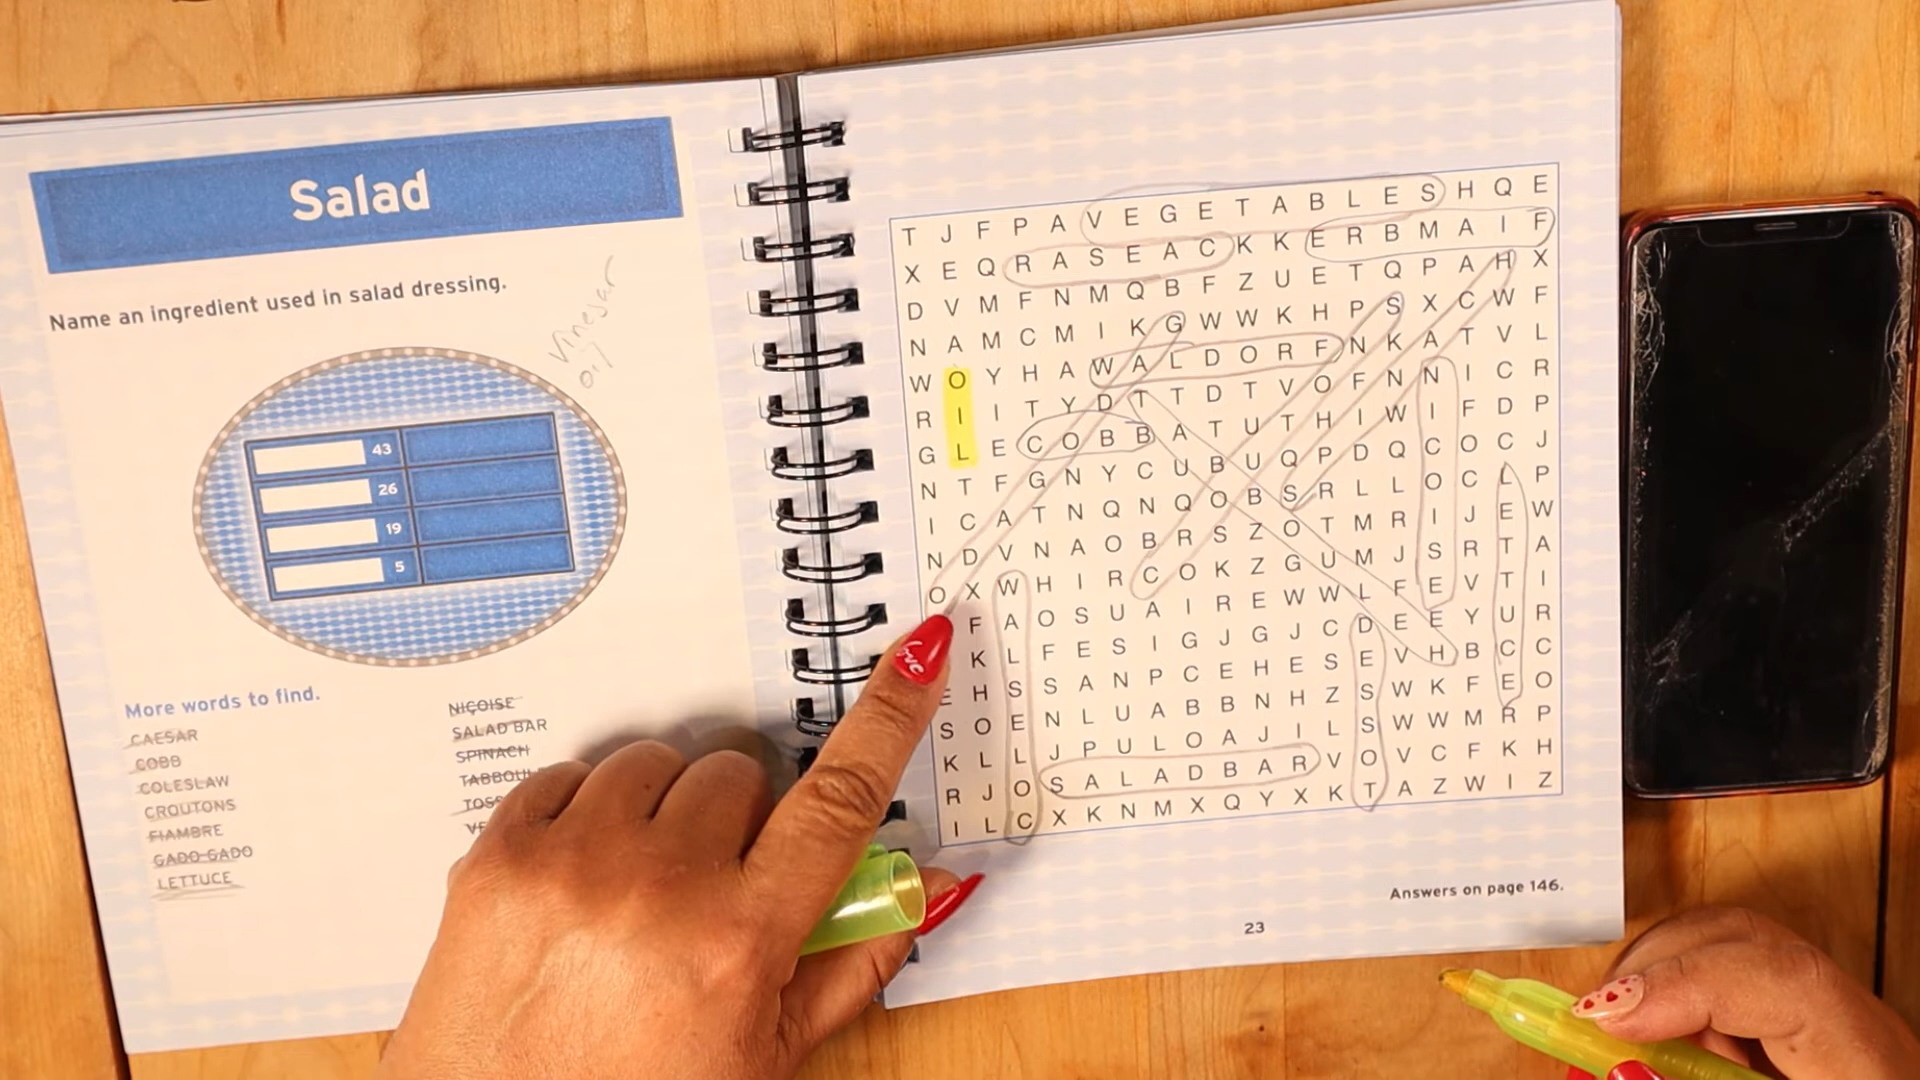 Salad
Name an ingredient used in salad dressing.
Vinegar
oil
43
26
19
5
More words to find.
CAESAR
COBB
COLESLAW
CROUTONS
FIAMBRE
GADO GADO
LETTUCE
NIÇOISE
SALAD BAR
SPINACH
T J F P A V E G E T A B L E S H Q E
X E Q R A S E A C K K E R B M A I F
D V M F N M Q B F Z U E T Q P A H X
N A M C M I K G W W K H P S X C W F
W O Y H A W A L D O R F N K A T V L
R I I T Y D T T D T V O F N N I C R
G L E C O B B A T U T H I W I F D P
N T F G N Y C U B U Q P D Q C O C J
I C A T N Q N Q O B S R L L O C L P
N D V N A O B R S Z O T M R I J E W
O X W H I R C O K Z G U M J S R T A
F A O S U A I R E W W L F E V T I
K L F E S I G J G J C D E E Y U R
E H S S A N P C E H E S E V H B C C
S O E N L U A B B N H Z S W K F E O
K L L J P U L O A J I L S W W M R P
R J O S A L A D B A R V O V C F K H
I L C X K N M X Q Y X K T A Z W I Z
Answers on page 146.
23
love